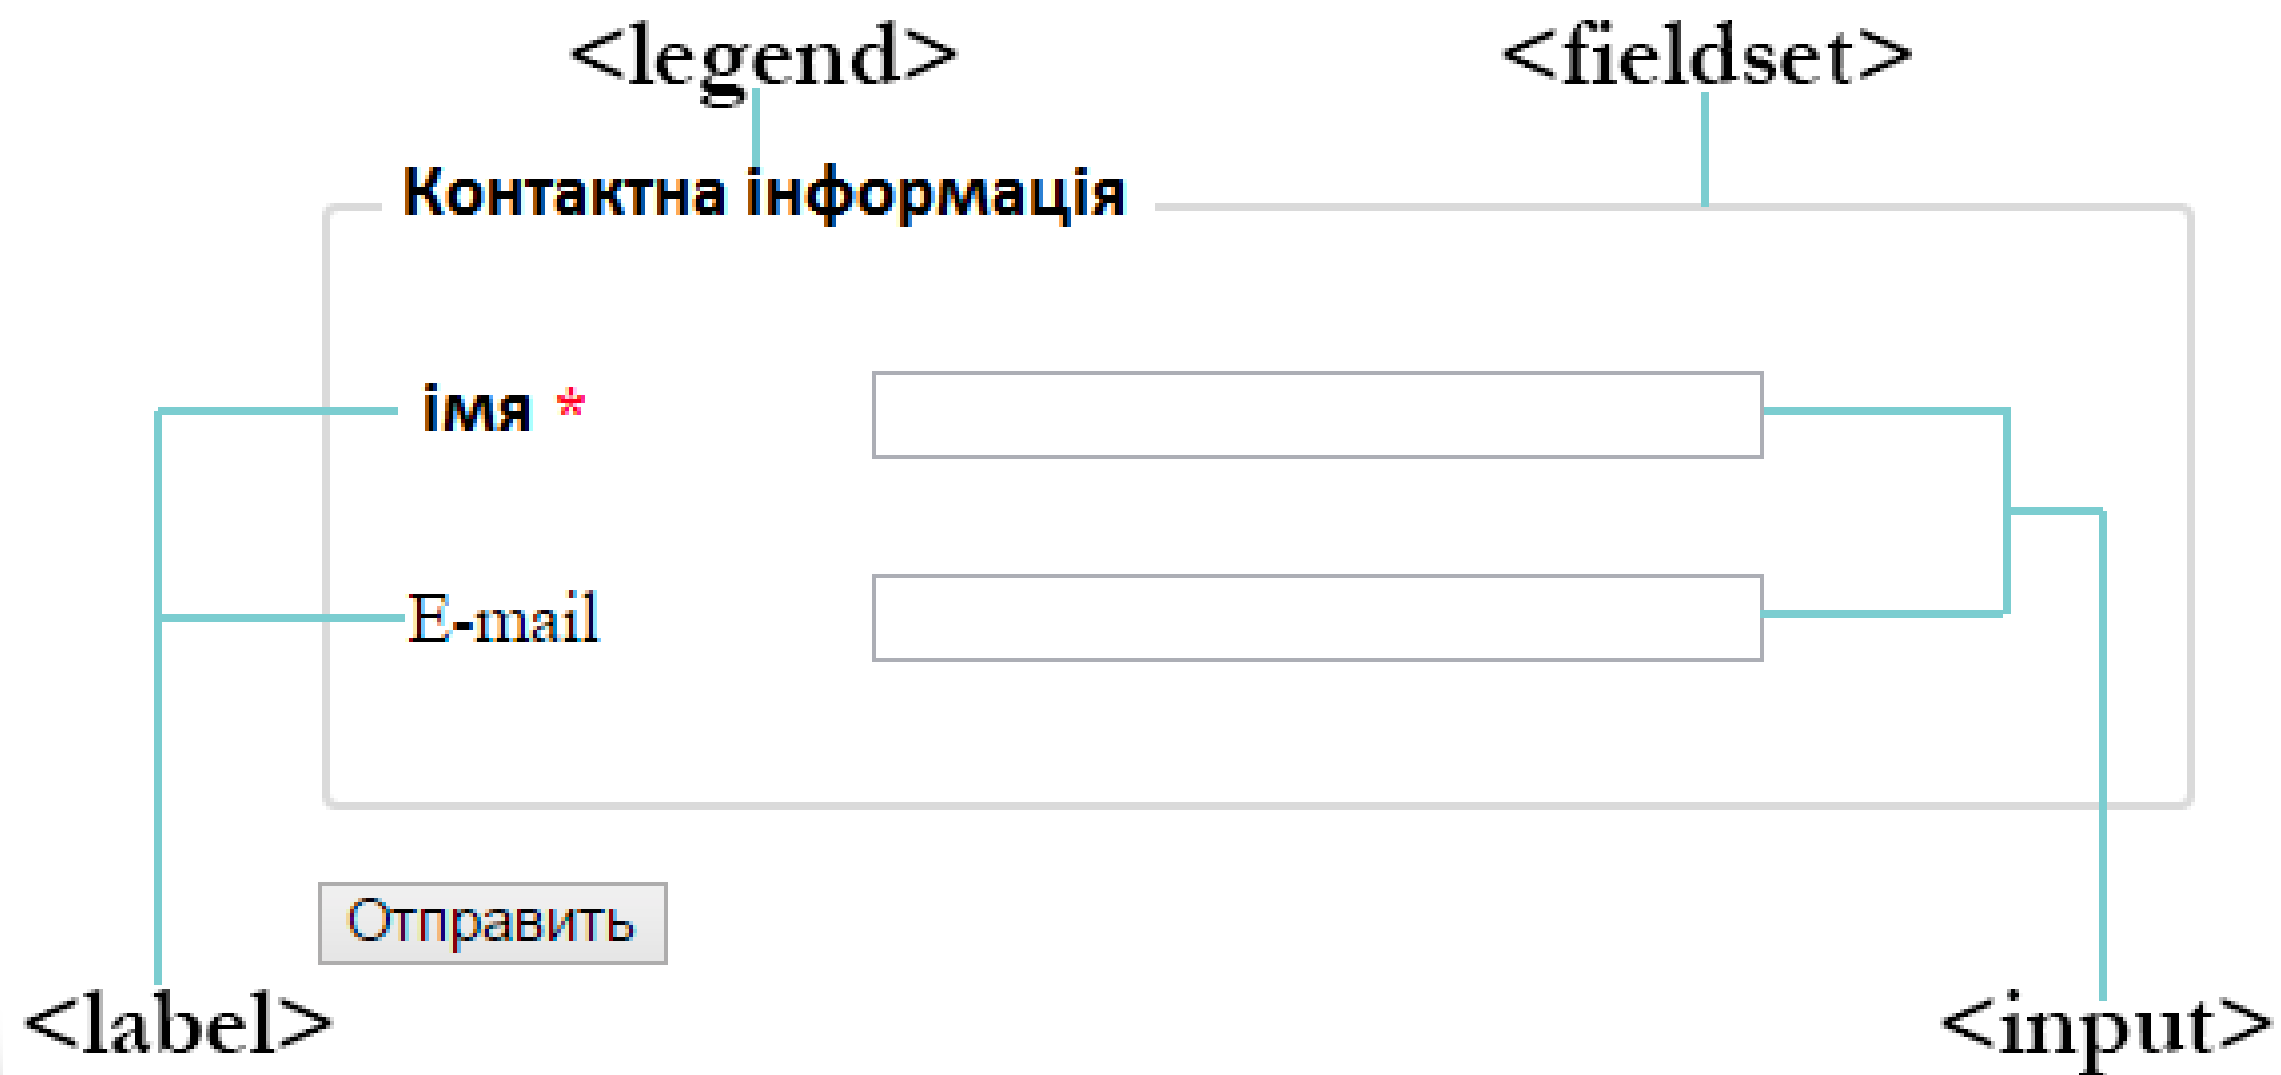 <legend> <fieldset>
Контактна інформація
імя *
E-mail
Отправить
<label> <input>